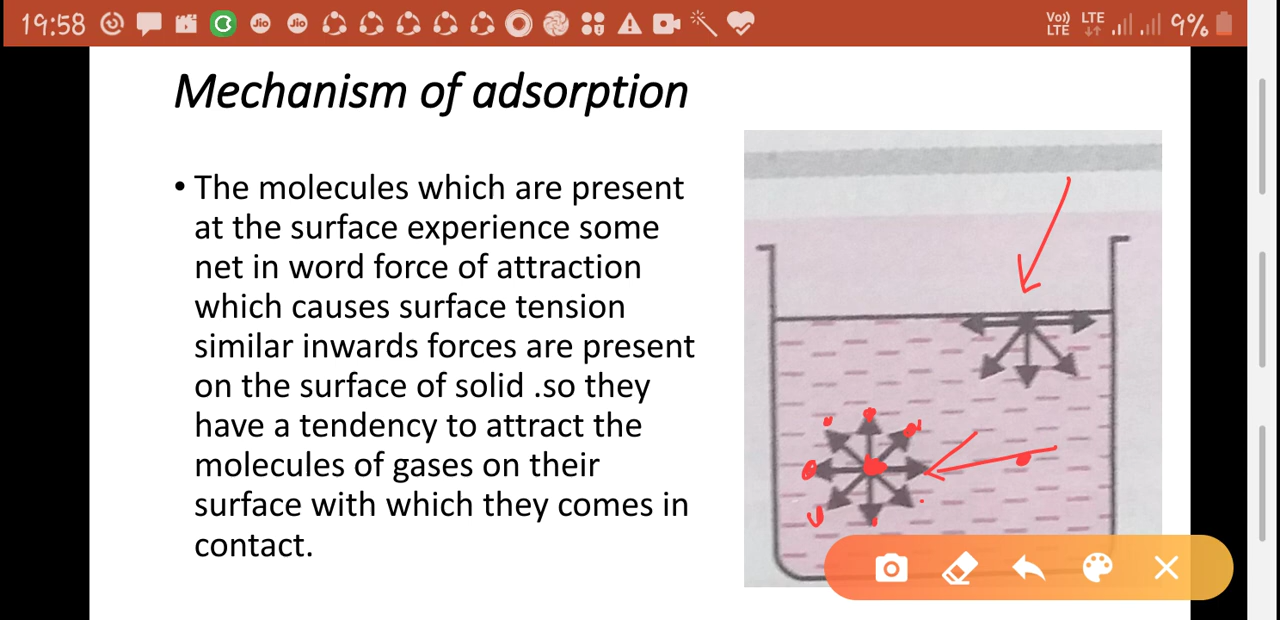 19:58 Jio Jio Vo)) LTE LTE 9%
Mechanism of adsorption
• The molecules which are present
at the surface experience some
net in word force of attraction
which causes surface tension
similar inwards forces are present
on the surface of solid .so they
have a tendency to attract the
molecules of gases on their
surface with which they comes in
contact.